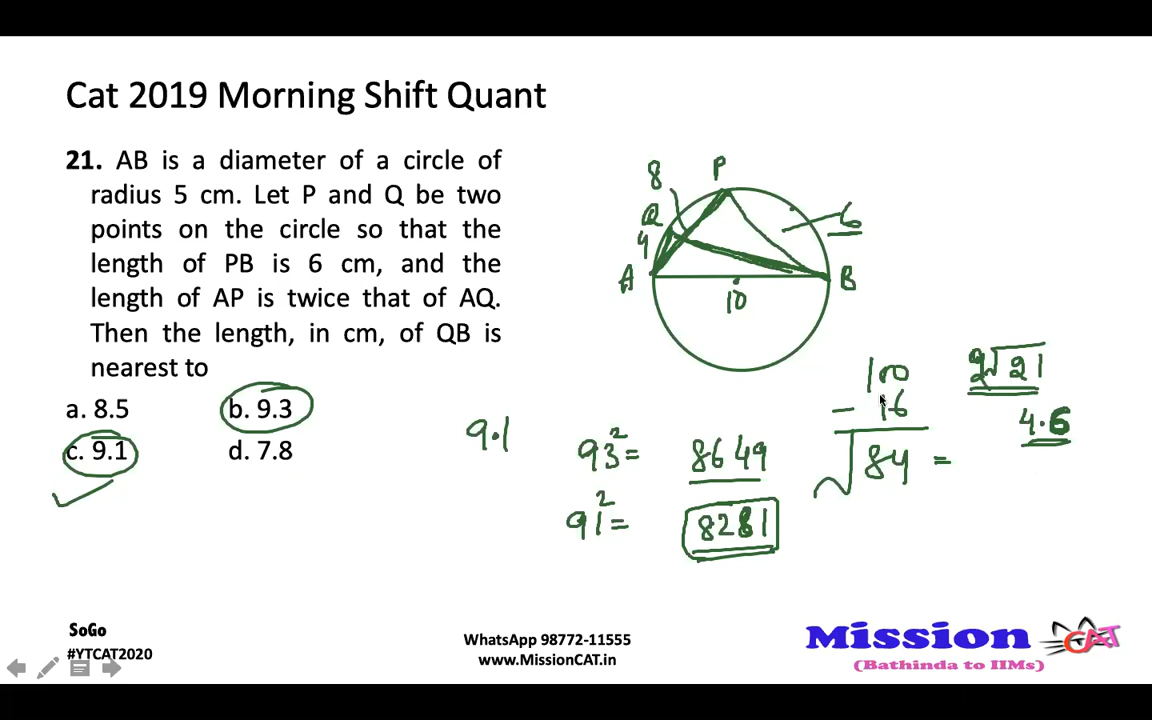 Cat 2019 Morning Shift Quant
21. AB is a diameter of a circle of
radius 5 cm. Let P and Q be two
points on the circle so that the
length of PB is 6 cm, and the
length of AP is twice that of AQ.
Then the length, in cm, of QB is
nearest to
a. 8.5 b. 9.3
c. 9.1 d. 7.8
8 P
Q 6
4
A B
10
100
- 16
√84 =
2√21
4.6
9.1
93² = 8649
91² = 8281
SoGo
#YTCAT2020
WhatsApp 98772-11555
www.MissionCAT.in
Mission CAT
(Bathinda to IIMs)